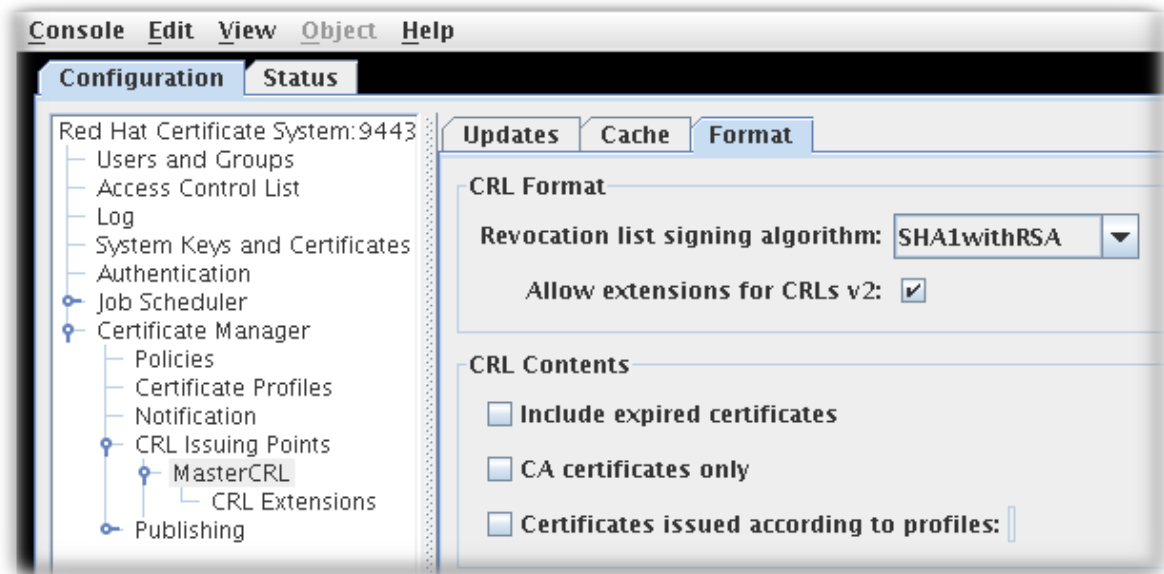 Console Edit View Object Help
Configuration Status
Red Hat Certificate System:9443
Users and Groups
Access Control List
Log
System Keys and Certificates
Authentication
Job Scheduler
Certificate Manager
Policies
Certificate Profiles
Notification
CRL Issuing Points
MasterCRL
CRL Extensions
Publishing
Updates Cache Format
CRL Format
Revocation list signing algorithm: SHA1withRSA
Allow extensions for CRLs v2:
CRL Contents
Include expired certificates
CA certificates only
Certificates issued according to profiles: